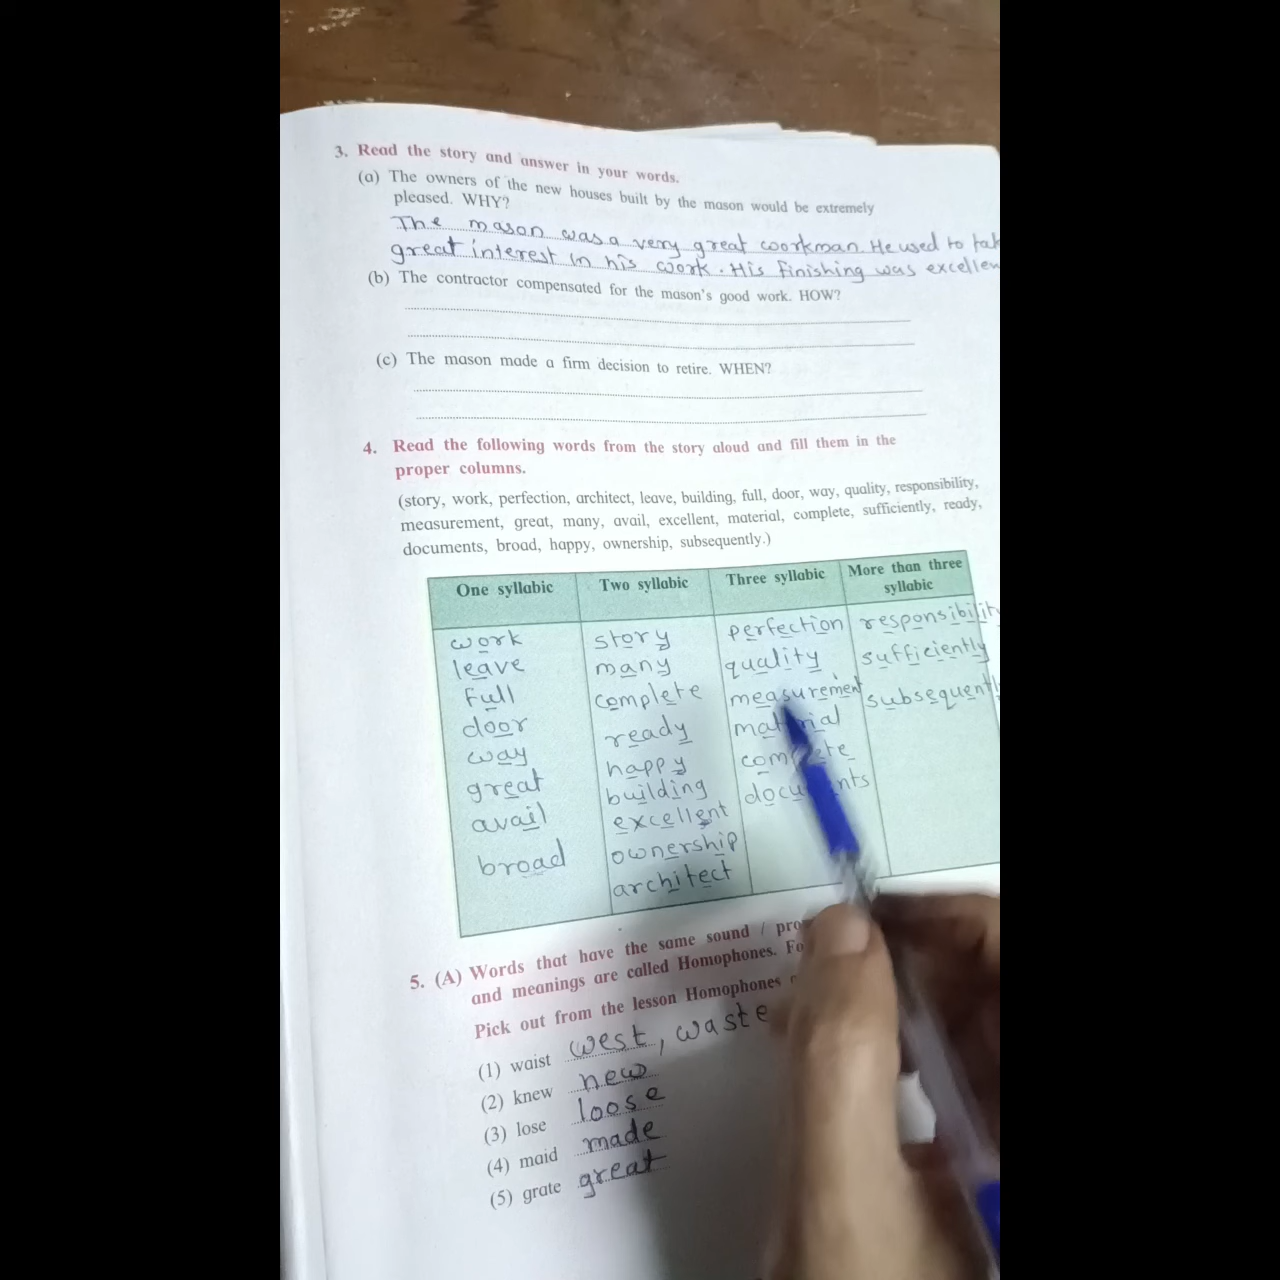 3. Read the story and answer in your words.
(a) The owners of the new houses built by the mason would be extremely
pleased. WHY?
The mason was a very great workman. He used to tak
great interest in his work. His finishing was excellen
(b) The contractor compensated for the mason's good work. HOW?
(c) The mason made a firm decision to retire. WHEN?
4. Read the following words from the story aloud and fill them in the
proper columns.
(story, work, perfection, architect, leave, building, full, door, way, quality, responsibility,
measurement, great, many, avail, excellent, material, complete, sufficiently, ready,
documents, broad, happy, ownership, subsequently.)
One syllabic Two syllabic Three syllabic More than three
syllabic
work story perfection responsibility
leave many quality sufficiently
full complete measurement subsequently
door ready
way happy
great building
avail excellent
broad ownership
architect
5. (A) Words that have the same sound /
and meanings are called Homophones.
Pick out from the lesson Homophones
(1) waist west, waste
(2) knew new
(3) lose loose
(4) maid made
(5) grate great